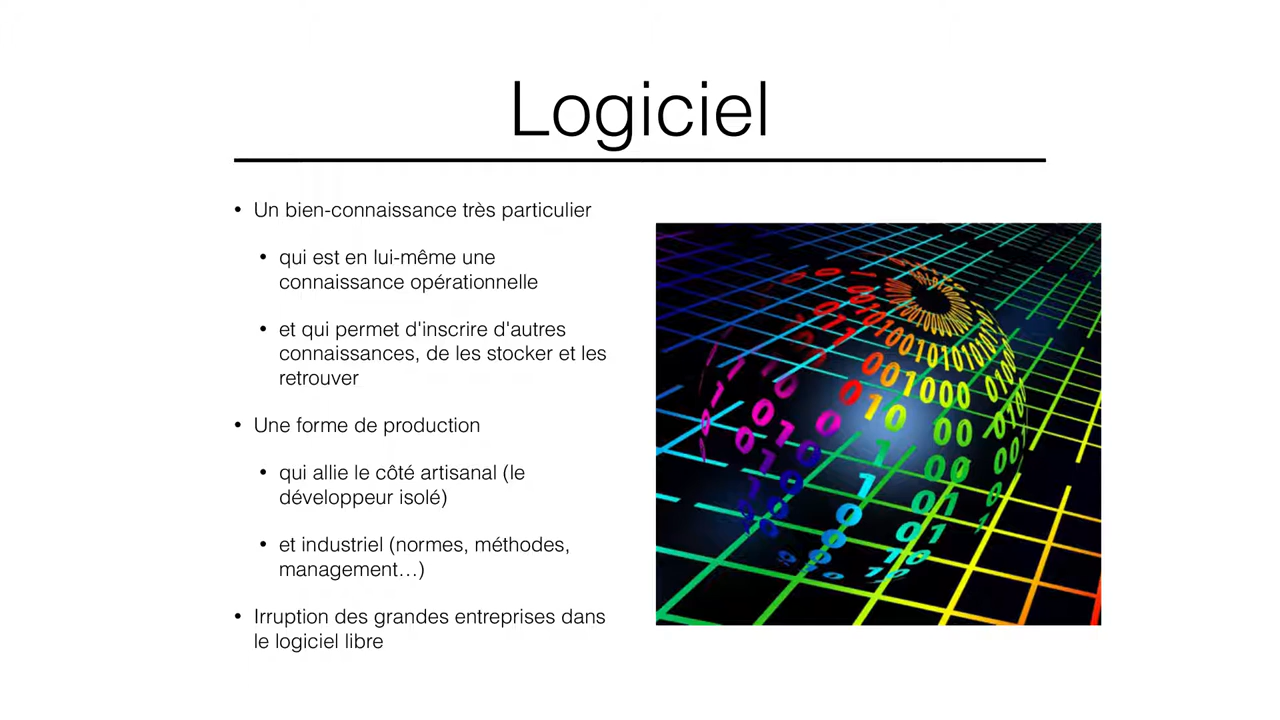 Logiciel
• Un bien-connaissance très particulier
• qui est en lui-même une
connaissance opérationnelle
• et qui permet d'inscrire d'autres
connaissances, de les stocker et les
retrouver
• Une forme de production
• qui allie le côté artisanal (le
développeur isolé)
• et industriel (normes, méthodes,
management…)
• Irruption des grandes entreprises dans
le logiciel libre